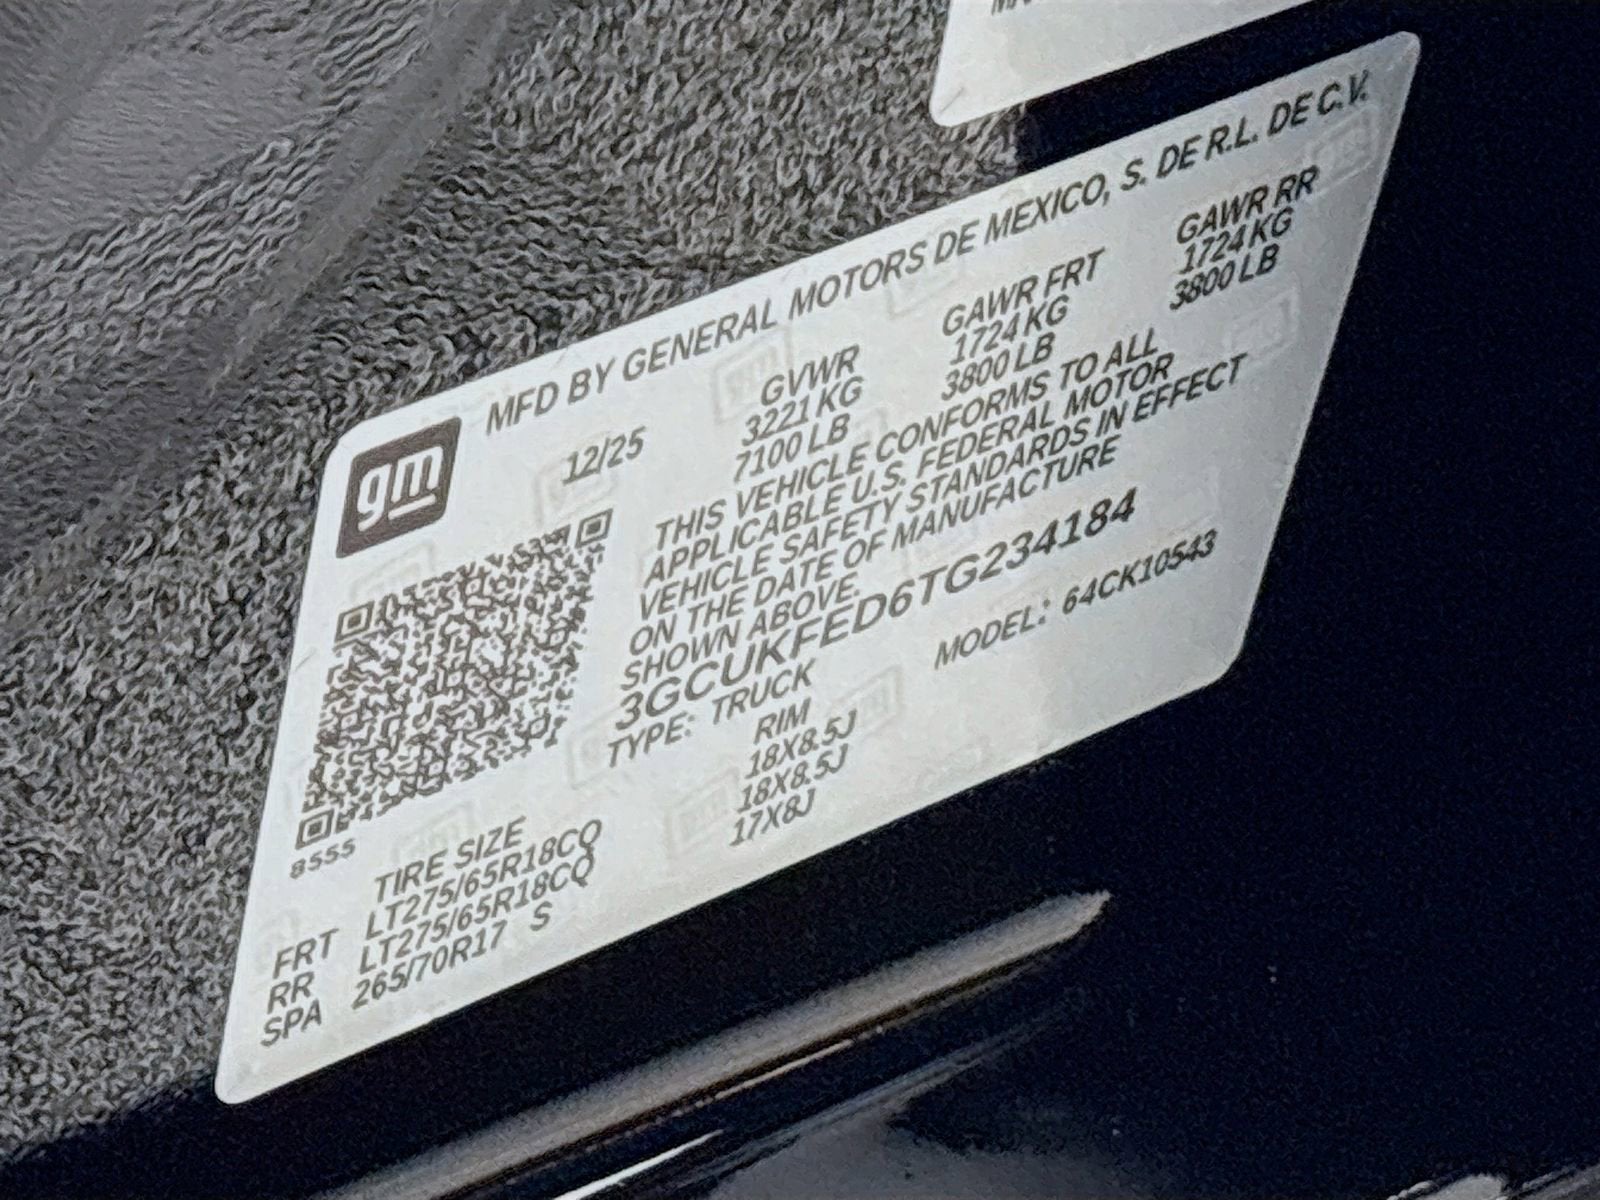 MFD BY GENERAL MOTORS DE MEXICO, S. DE R.L. DE C.V.
gm
12/25
GVWR GAWR FRT GAWR RR
3221 KG 1724 KG 1724 KG
7100 LB 3800 LB 3800 LB
THIS VEHICLE CONFORMS TO ALL
APPLICABLE U.S. FEDERAL MOTOR
VEHICLE SAFETY STANDARDS IN EFFECT
ON THE DATE OF MANUFACTURE
SHOWN ABOVE.
3GCUKFED6TG234184
TYPE: TRUCK MODEL: 64CK10543
8555
TIRE SIZE RIM
FRT LT275/65R18CQ 18X8.5J
RR LT275/65R18CQ 18X8.5J
SPA 265/70R17 S 17X8J